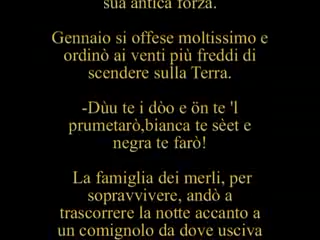 sua antica forza.
Gennaio si offese moltissimo e
ordinò ai venti più freddi di
scendere sulla Terra.
-Dùu te i dòo e ön te 'l
prumetarò,bianca te sèet e
negra te farò!
La famiglia dei merli, per
sopravvivere, andò a
trascorrere la notte accanto a
un comignolo da dove usciva